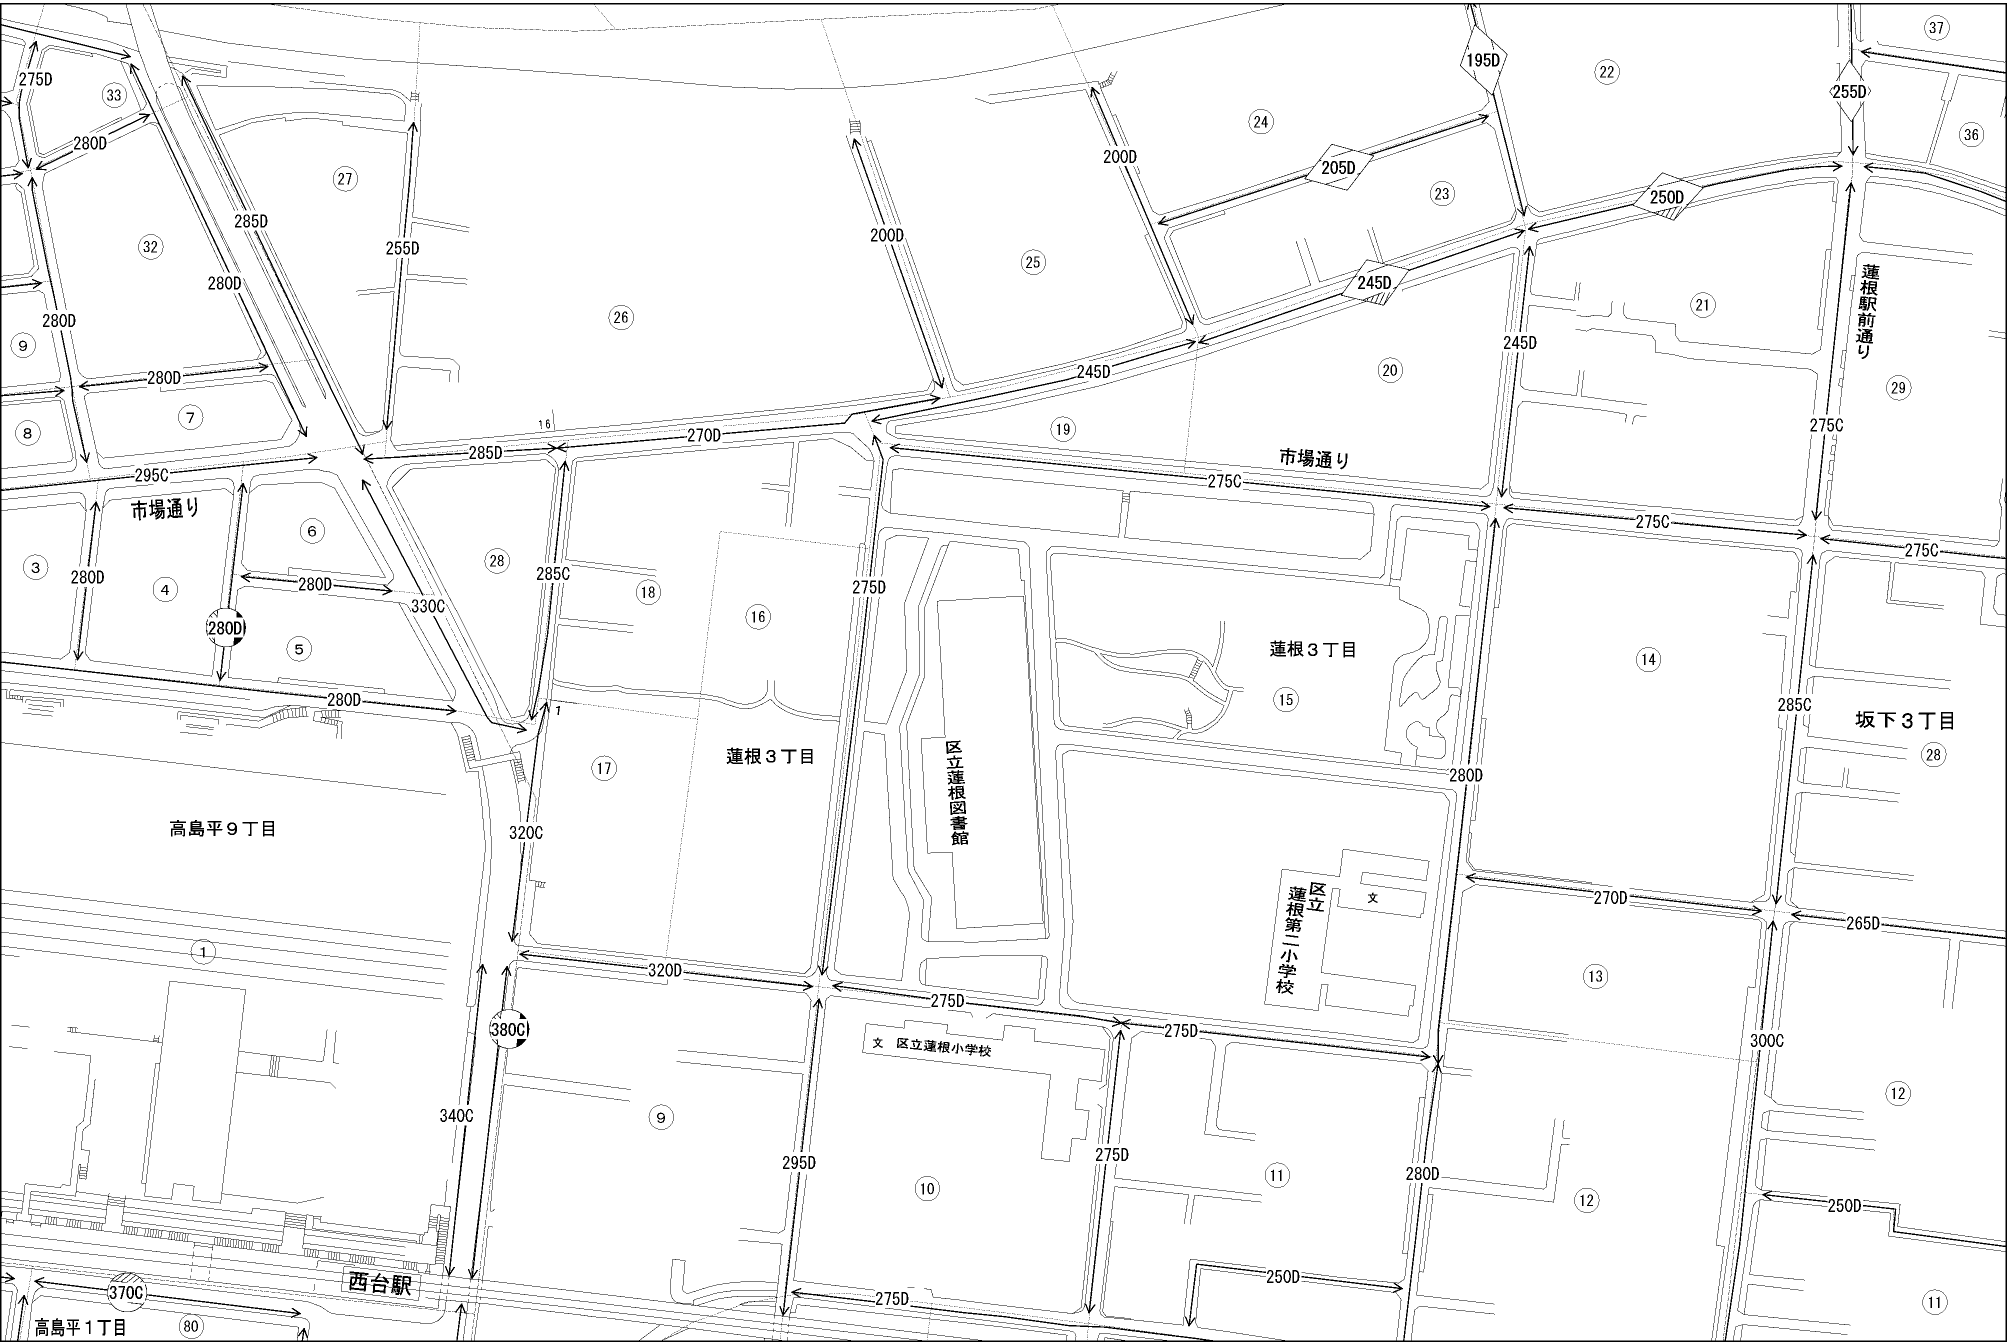 195D
37
22
275D
33
255D
24
36
280D
200D
205D
27
23
250D
285D
200D
32
255D
25
280D
245D
21
蓮根駅前通り
26
280D
9
245D
20
245D
280D
29
7
16
8
270D
19
275C
285D
市場通り
295C
275C
市場通り
275C
6
275C
3
28
285C
280D
4
280D
18
275D
330C
16
280D
5
蓮根3丁目
14
280D
15
285C
1
坂下3丁目
区立蓮根図書館
蓮根3丁目
28
17
280D
高島平9丁目
320C
区立
蓮根第二小学校
文
270D
265D
1
320D
13
275D
380C
275D
300C
文 区立蓮根小学校
12
340C
9
295D
275D
280D
11
10
12
250D
西台駅
250D
370C
275D
11
高島平1丁目
80